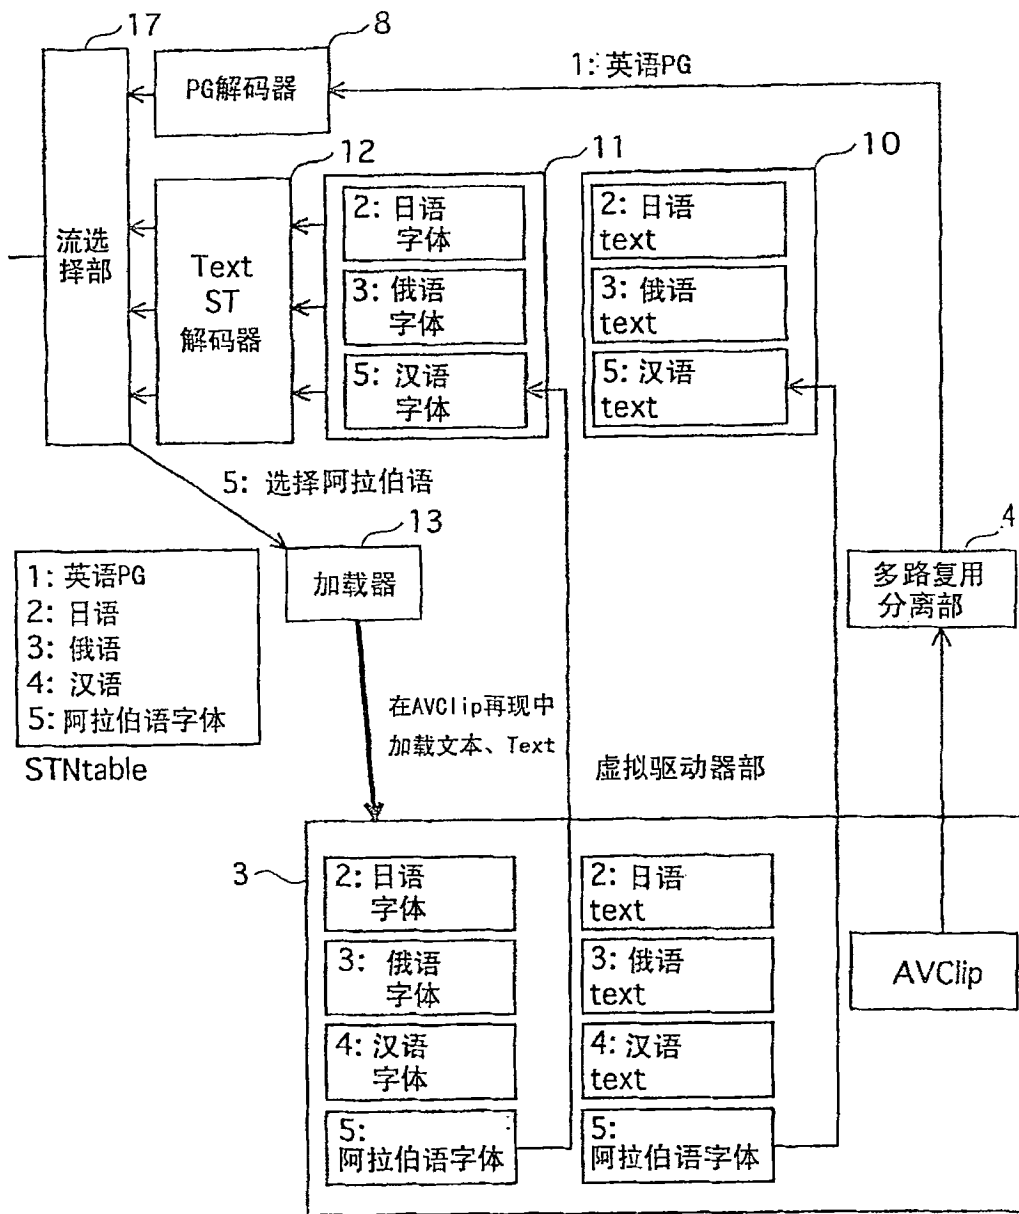 17
8
1: 英语PG
PG解码器
12
11
10
流选
择部
Text
ST
解码器
2: 日语
字体
3: 俄语
字体
5: 汉语
字体
2: 日语
text
3: 俄语
text
5: 汉语
text
5: 选择阿拉伯语
13
加载器
4
多路复用
分离部
1: 英语PG
2: 日语
3: 俄语
4: 汉语
5: 阿拉伯语字体
STNtable
在AVClip再现中
加载文本、Text
虚拟驱动器部
3
2: 日语
字体
3: 俄语
字体
4: 汉语
字体
5:
阿拉伯语字体
2: 日语
text
3: 俄语
text
4: 汉语
text
5:
阿拉伯语字体
AVClip